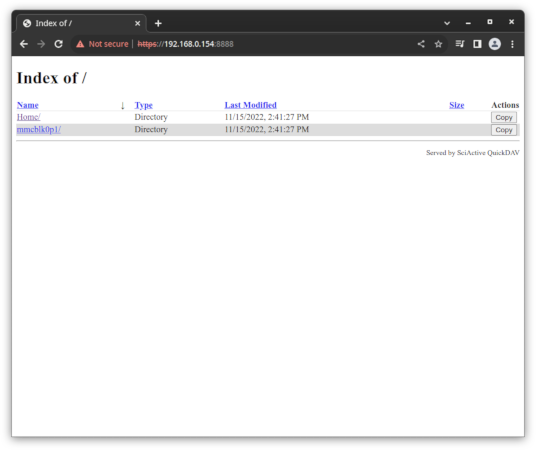 Index of /
Not secure | https://192.168.0.154:8888
Index of /
Name ↓ Type Last Modified Size Actions
Home/ Directory 11/15/2022, 2:41:27 PM Copy
mmcblk0p1/ Directory 11/15/2022, 2:41:27 PM Copy
Served by SciActive QuickDAV